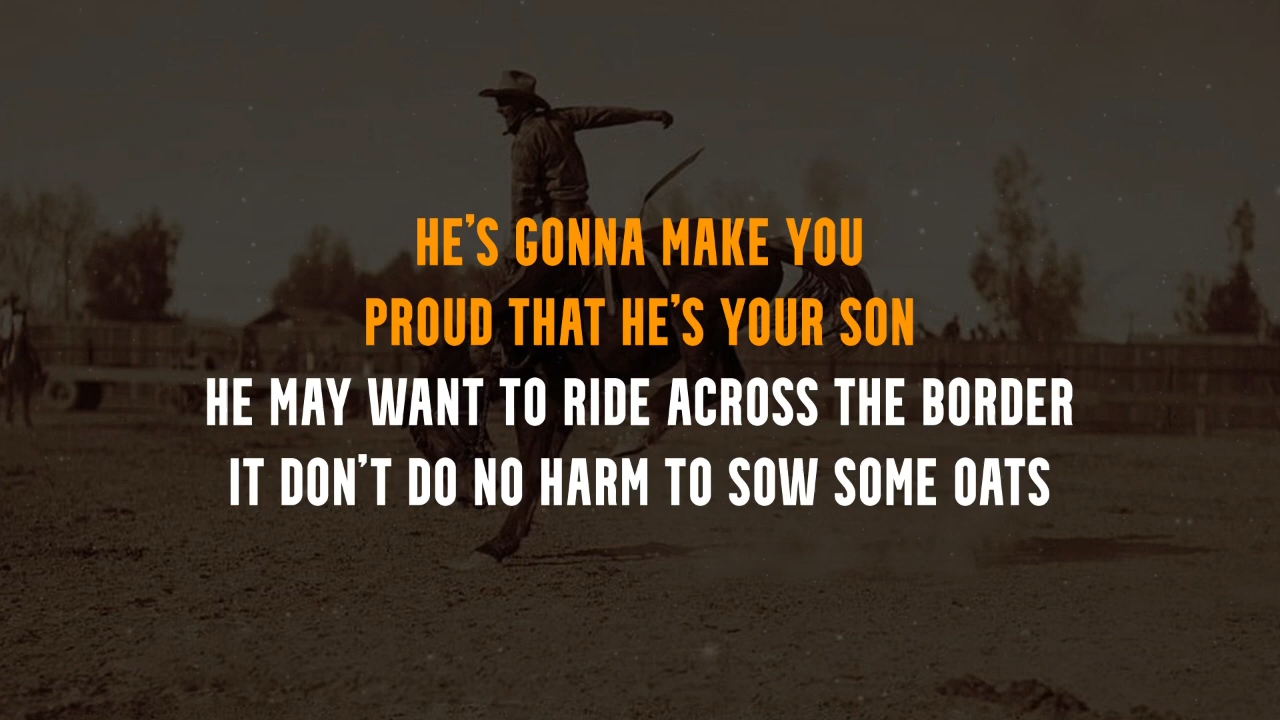 HE'S GONNA MAKE YOU
PROUD THAT HE'S YOUR SON
HE MAY WANT TO RIDE ACROSS THE BORDER
IT DON'T DO NO HARM TO SOW SOME OATS